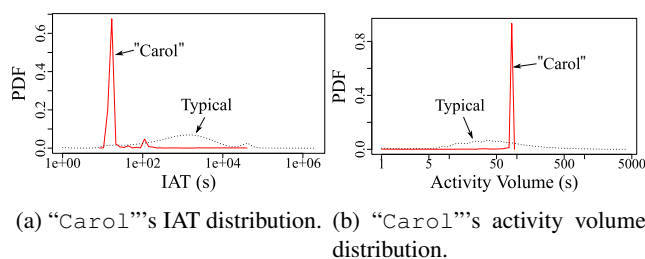 PDF
0.0 0.2 0.4 0.6
"Carol"
Typical
1e+00 1e+02 1e+04 1e+06
IAT (s)
PDF
0.0 0.4 0.8
"Carol"
Typical
1 5 50 500 5000
Activity Volume (s)
(a) “Carol”’s IAT distribution.
(b) “Carol”’s activity volume
distribution.